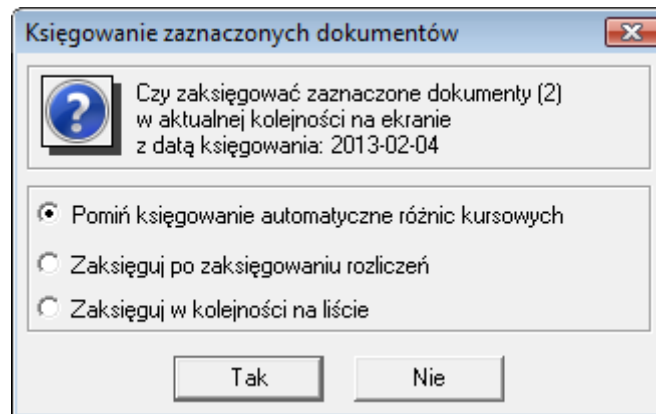 Księgowanie zaznaczonych dokumentów
Czy zaksięgować zaznaczone dokumenty (2)
w aktualnej kolejności na ekranie
z datą księgowania: 2013-02-04
Pomiń księgowanie automatyczne różnic kursowych
Zaksięguj po zaksięgowaniu rozliczeń
Zaksięguj w kolejności na liście
Tak
Nie